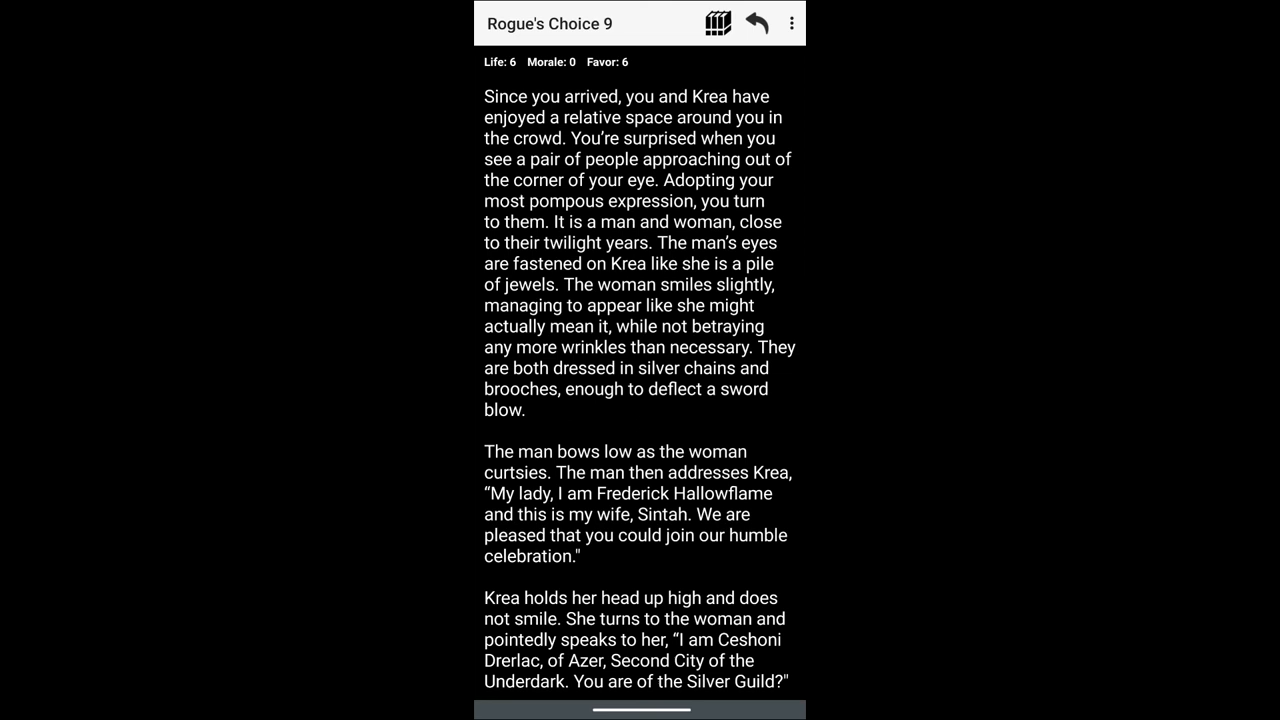 Rogue's Choice 9
Life: 6 Morale: 0 Favor: 6
Since you arrived, you and Krea have
enjoyed a relative space around you in
the crowd. You’re surprised when you
see a pair of people approaching out of
the corner of your eye. Adopting your
most pompous expression, you turn
to them. It is a man and woman, close
to their twilight years. The man’s eyes
are fastened on Krea like she is a pile
of jewels. The woman smiles slightly,
managing to appear like she might
actually mean it, while not betraying
any more wrinkles than necessary. They
are both dressed in silver chains and
brooches, enough to deflect a sword
blow.
The man bows low as the woman
curtsies. The man then addresses Krea,
“My lady, I am Frederick Hallowflame
and this is my wife, Sintah. We are
pleased that you could join our humble
celebration."
Krea holds her head up high and does
not smile. She turns to the woman and
pointedly speaks to her, “I am Ceshoni
Drerlac, of Azer, Second City of the
Underdark. You are of the Silver Guild?"